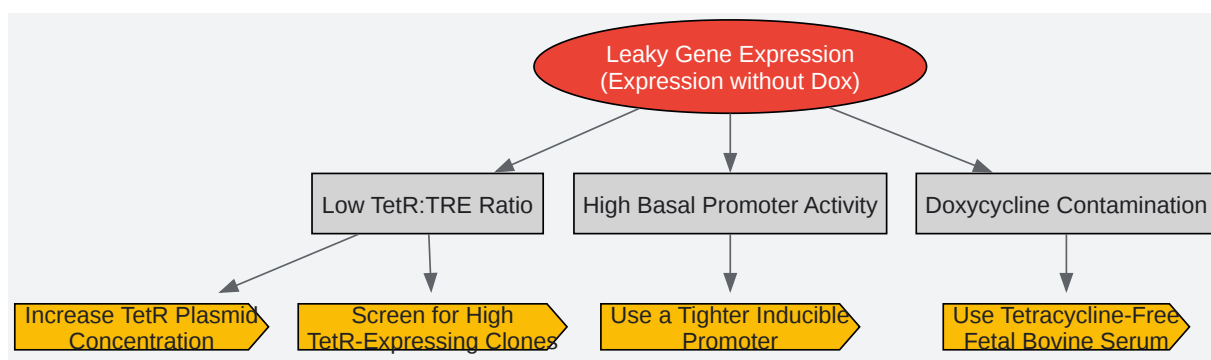 Leaky Gene Expression
(Expression without Dox)
Low TetR:TRE Ratio
High Basal Promoter Activity
Doxycycline Contamination
Increase TetR Plasmid
Concentration
Screen for High
TetR-Expressing Clones
Use a Tighter Inducible
Promoter
Use Tetracycline-Free
Fetal Bovine Serum